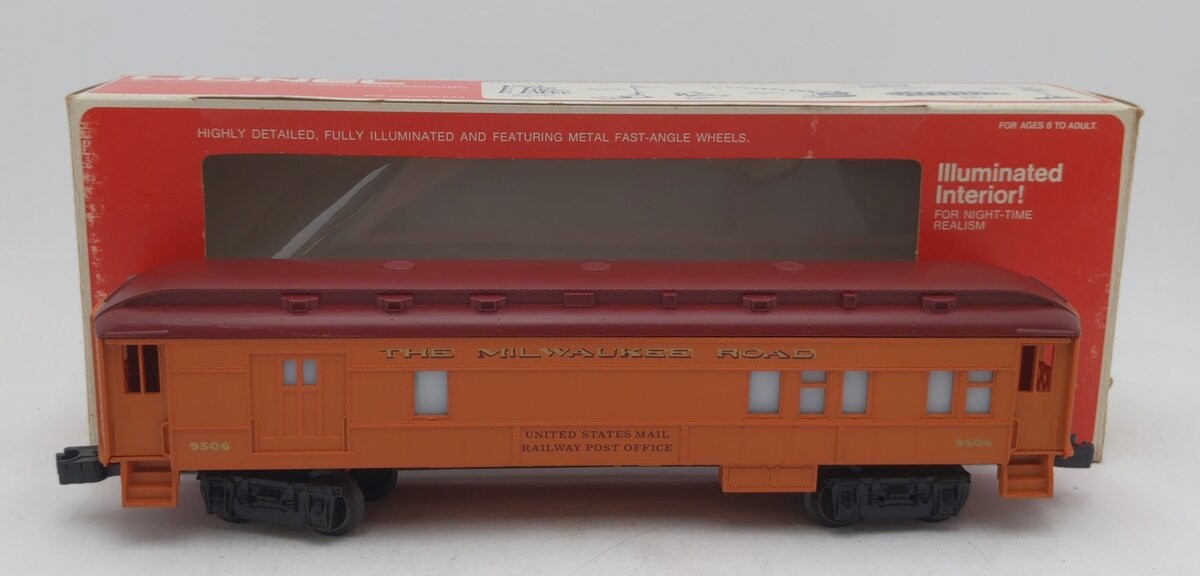 LIONEL
HIGHLY DETAILED, FULLY ILLUMINATED AND FEATURING METAL FAST-ANGLE WHEELS.
FOR AGES 8 TO ADULT.
Illuminated
Interior!
FOR NIGHT-TIME
REALISM
THE MILWAUKEE ROAD
9506
UNITED STATES MAIL
RAILWAY POST OFFICE
9506